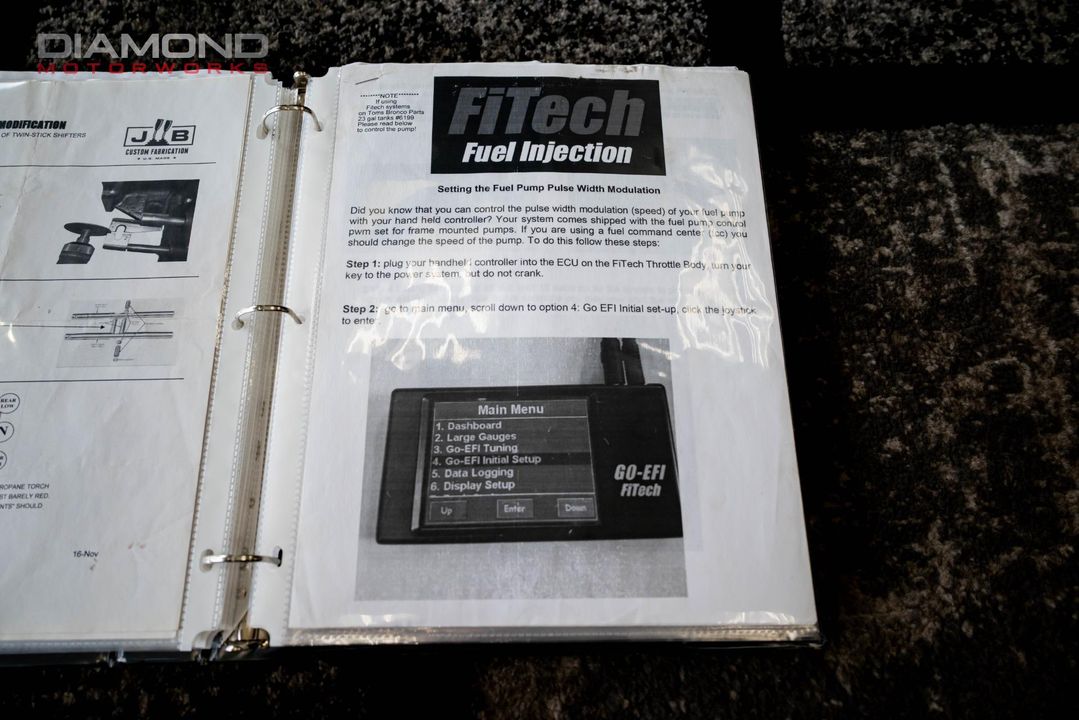 DIAMOND
MOTORWORKS
MODIFICATION
OF TWIN-STICK SHIFTERS
JB
CUSTOM FABRICATION
U.S. MADE
REAR
LOW
N
ROPANE TORCH
ST BARELY RED.
NTS" SHOULD
16-Nov
********NOTE********
If using
Fitech systems
on Toms Bronco Parts
23 gal tanks #6199
Please read below
to control the pump!
FiTech
Fuel Injection
Setting the Fuel Pump Pulse Width Modulation
Did you know that you can control the pulse width modulation (speed) of your fuel pump
with your hand held controller? Your system comes shipped with the fuel pump control
pwm set for frame mounted pumps. If you are using a fuel command center (fcc) you
should change the speed of the pump. To do this follow these steps:
Step 1: plug your handheld controller into the ECU on the FiTech Throttle Body, turn your
key to the power system, but do not crank.
Step 2: go to main menu, scroll down to option 4: Go EFI Initial set-up, click the joystick
to enter.
Main Menu
1. Dashboard
2. Large Gauges
3. Go-EFI Tuning
4. Go-EFI Initial Setup
5. Data Logging
6. Display Setup
Up Enter Down
GO-EFI
FiTech